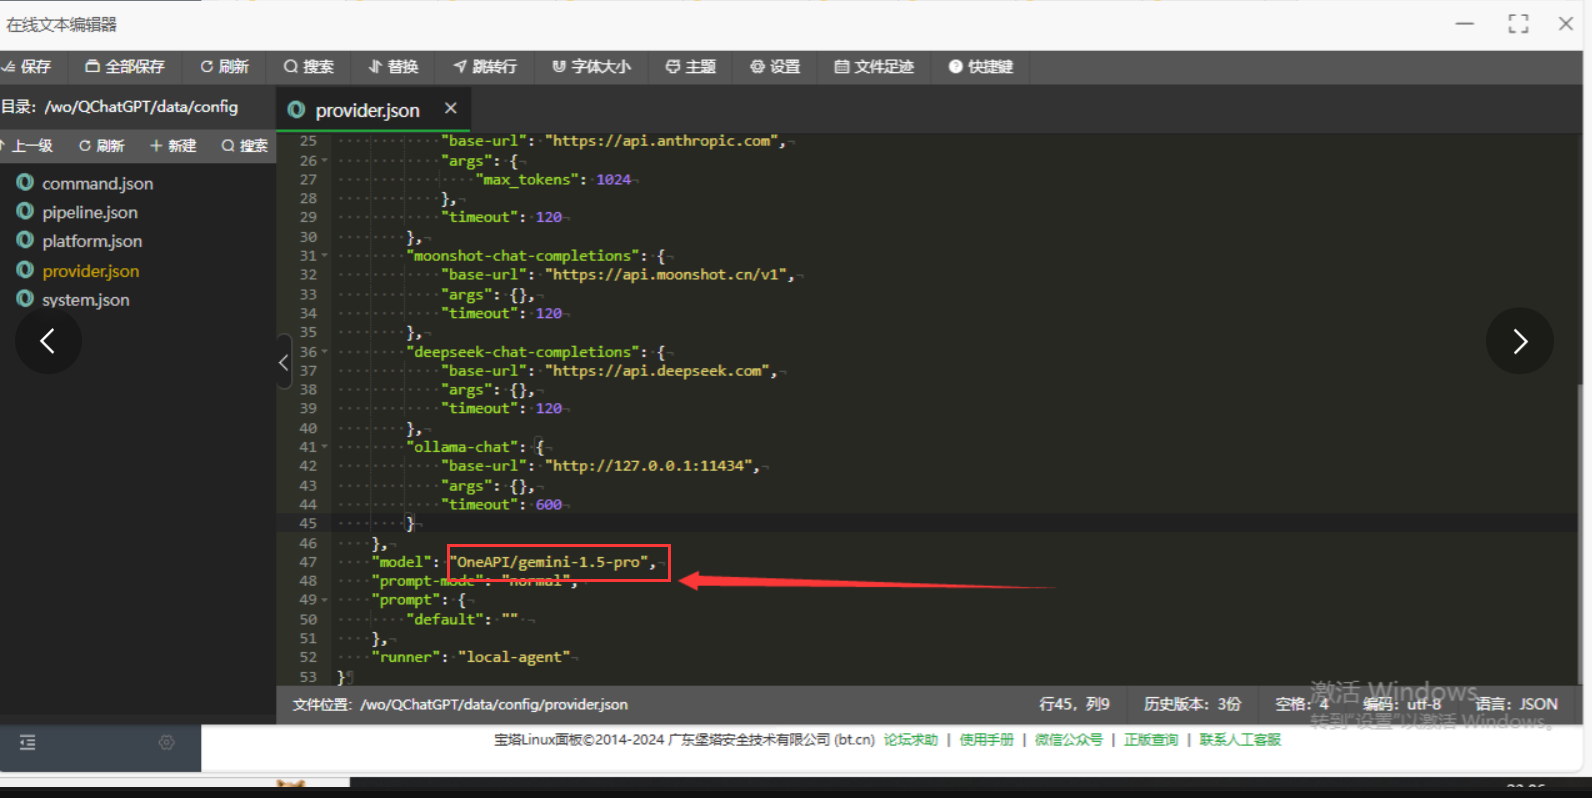 在线文本编辑器
保存 全部保存 刷新 搜索 替换 跳转行 字体大小 主题 设置 文件足迹 快捷键
目录: /wo/QChatGPT/data/config
provider.json
上一级 刷新 新建 搜索
command.json
pipeline.json
platform.json
provider.json
system.json
25 "base-url": "https://api.anthropic.com",
26 "args": {
27 "max_tokens": 1024
28 },
29 "timeout": 120
30 },
31 "moonshot-chat-completions": {
32 "base-url": "https://api.moonshot.cn/v1",
33 "args": {},
34 "timeout": 120
35 },
36 "deepseek-chat-completions": {
37 "base-url": "https://api.deepseek.com",
38 "args": {},
39 "timeout": 120
40 },
41 "ollama-chat": {
42 "base-url": "http://127.0.0.1:11434",
43 "args": {},
44 "timeout": 600
45 }
46 },
47 "model": "OneAPI/gemini-1.5-pro",
48 "prompt-mode": "normal",
49 "prompt": {
50 "default": ""
51 },
52 "runner": "local-agent"
53 }
文件位置: /wo/QChatGPT/data/config/provider.json 行45, 列9 历史版本: 3份 空格: 4 编码: utf-8 语言: JSON
激活 Windows
转到"设置"以激活 Windows。
宝塔Linux面板©2014-2024 广东堡塔安全技术有限公司 (bt.cn) 论坛求助 | 使用手册 | 微信公众号 | 正版查询 | 联系人工客服